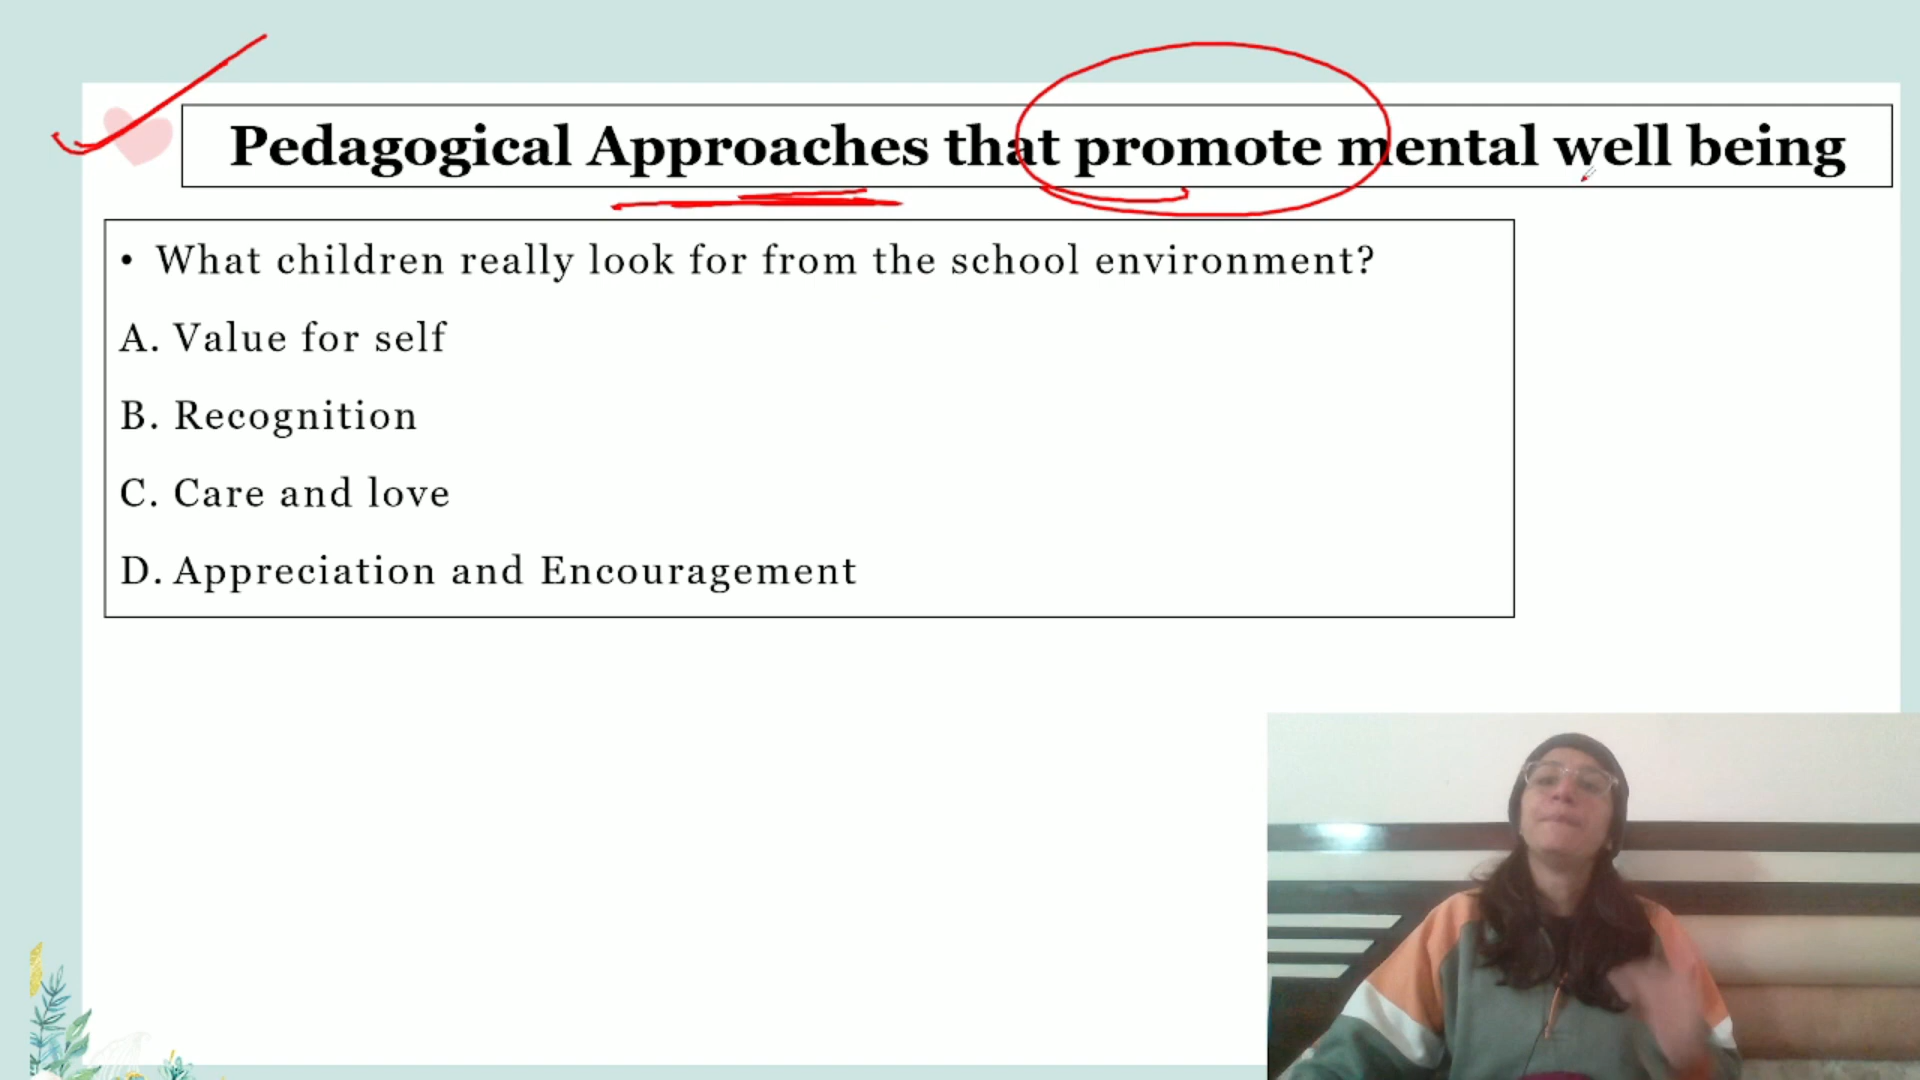 Pedagogical Approaches that promote mental well being
• What children really look for from the school environment?
A. Value for self
B. Recognition
C. Care and love
D. Appreciation and Encouragement